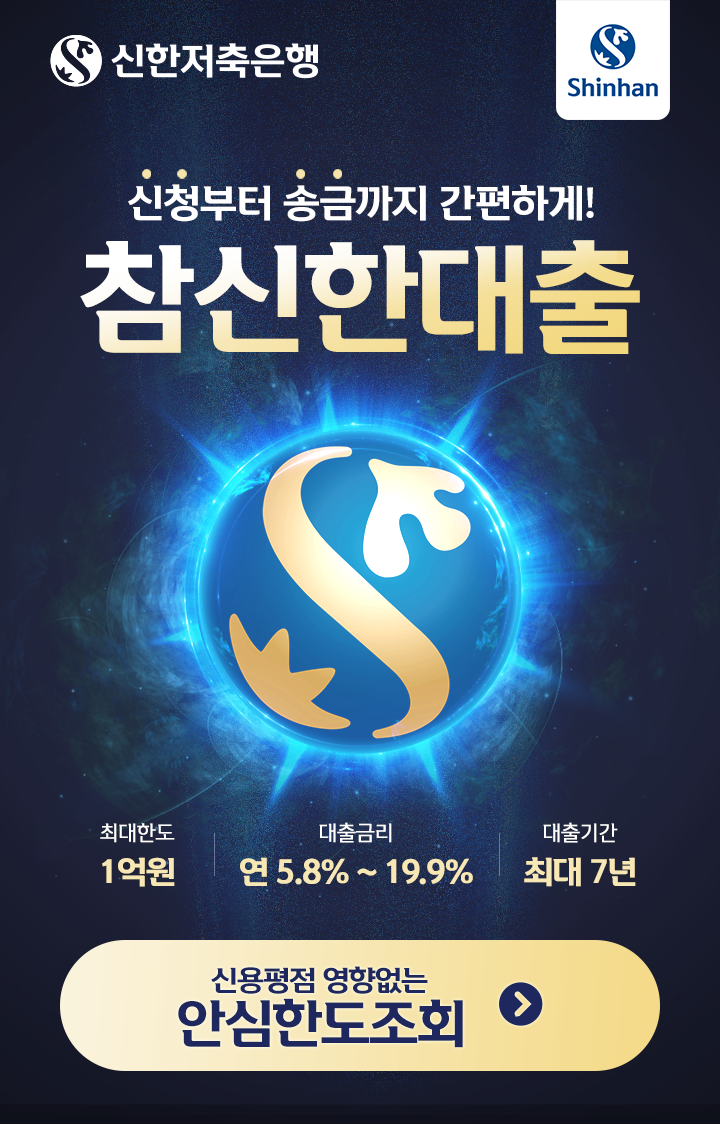 신한저축은행
Shinhan
신청부터 송금까지 간편하게!
참신한대출
최대한도
1억원
대출금리
연 5.8% ~ 19.9%
대출기간
최대 7년
신용평점 영향없는
안심한도조회